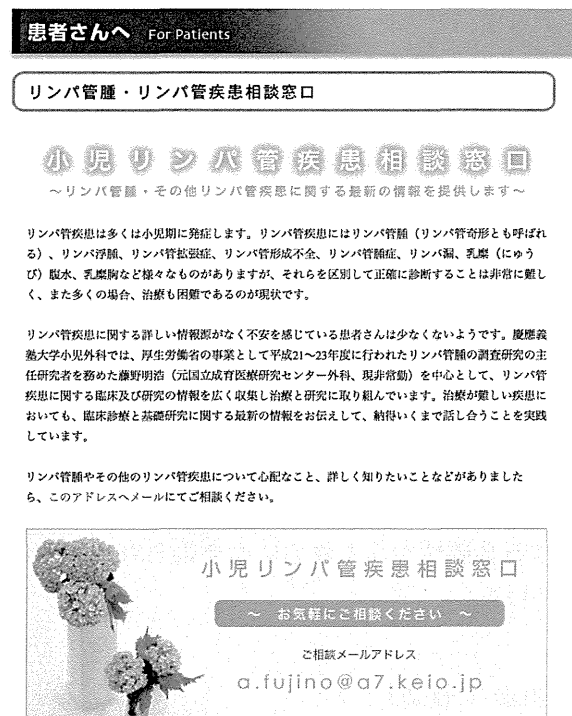 患者さんへ For Patients
リンパ管腫・リンパ管疾患相談窓口
小児リンパ管疾患相談窓口
～リンパ管腫・その他リンパ管疾患に関する最新の情報を提供します～
リンパ管疾患は多くは小児期に発症します。リンパ管疾患にはリンパ管腫（リンパ管奇形とも呼ばれ
る）、リンパ浮腫、リンパ管拡張症、リンパ管形成不全、リンパ管腫症、リンパ漏、乳糜（にゅう
び）腹水、乳糜胸など様々なものがありますが、それらを区別して正確に診断することは非常に難し
く、また多くの場合、治療も困難であるのが現状です。
リンパ管疾患に関する詳しい情報源がなく不安を感じている患者さんは少なくないようです。慶應義
塾大学小児外科では、厚生労働省の事業として平成21～23年度に行われたリンパ管腫の調査研究の主
任研究者を務めた藤野明浩（元国立成育医療研究センター外科、現非常勤）を中心として、リンパ管
疾患に関する臨床及び研究の情報を広く収集し治療と研究に取り組んでいます。治療が難しい疾患に
おいても、臨床診療と基礎研究に関する最新の情報をお伝えして、納得いくまで話し合うことを実践
しています。
リンパ管腫やその他のリンパ管疾患について心配なこと、詳しく知りたいことなどがありました
ら、このアドレスへメールにてご相談ください。
小児リンパ管疾患相談窓口
～ お気軽にご相談ください ～
ご相談メールアドレス
a.fujino@a7.keio.jp